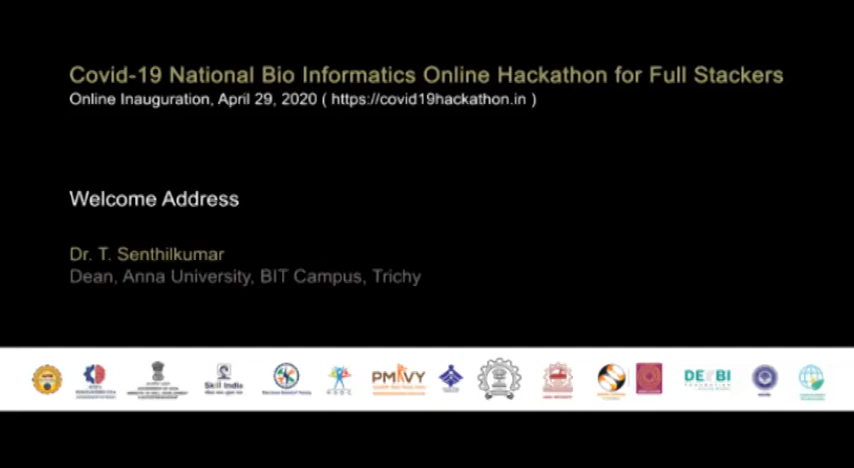 Covid-19 National Bio Informatics Online Hackathon for Full Stackers
Online Inauguration, April 29, 2020 ( https://covid19hackathon.in )
Welcome Address
Dr. T. Senthilkumar
Dean, Anna University, BIT Campus, Trichy
Skill India
PMKVY
DERBI